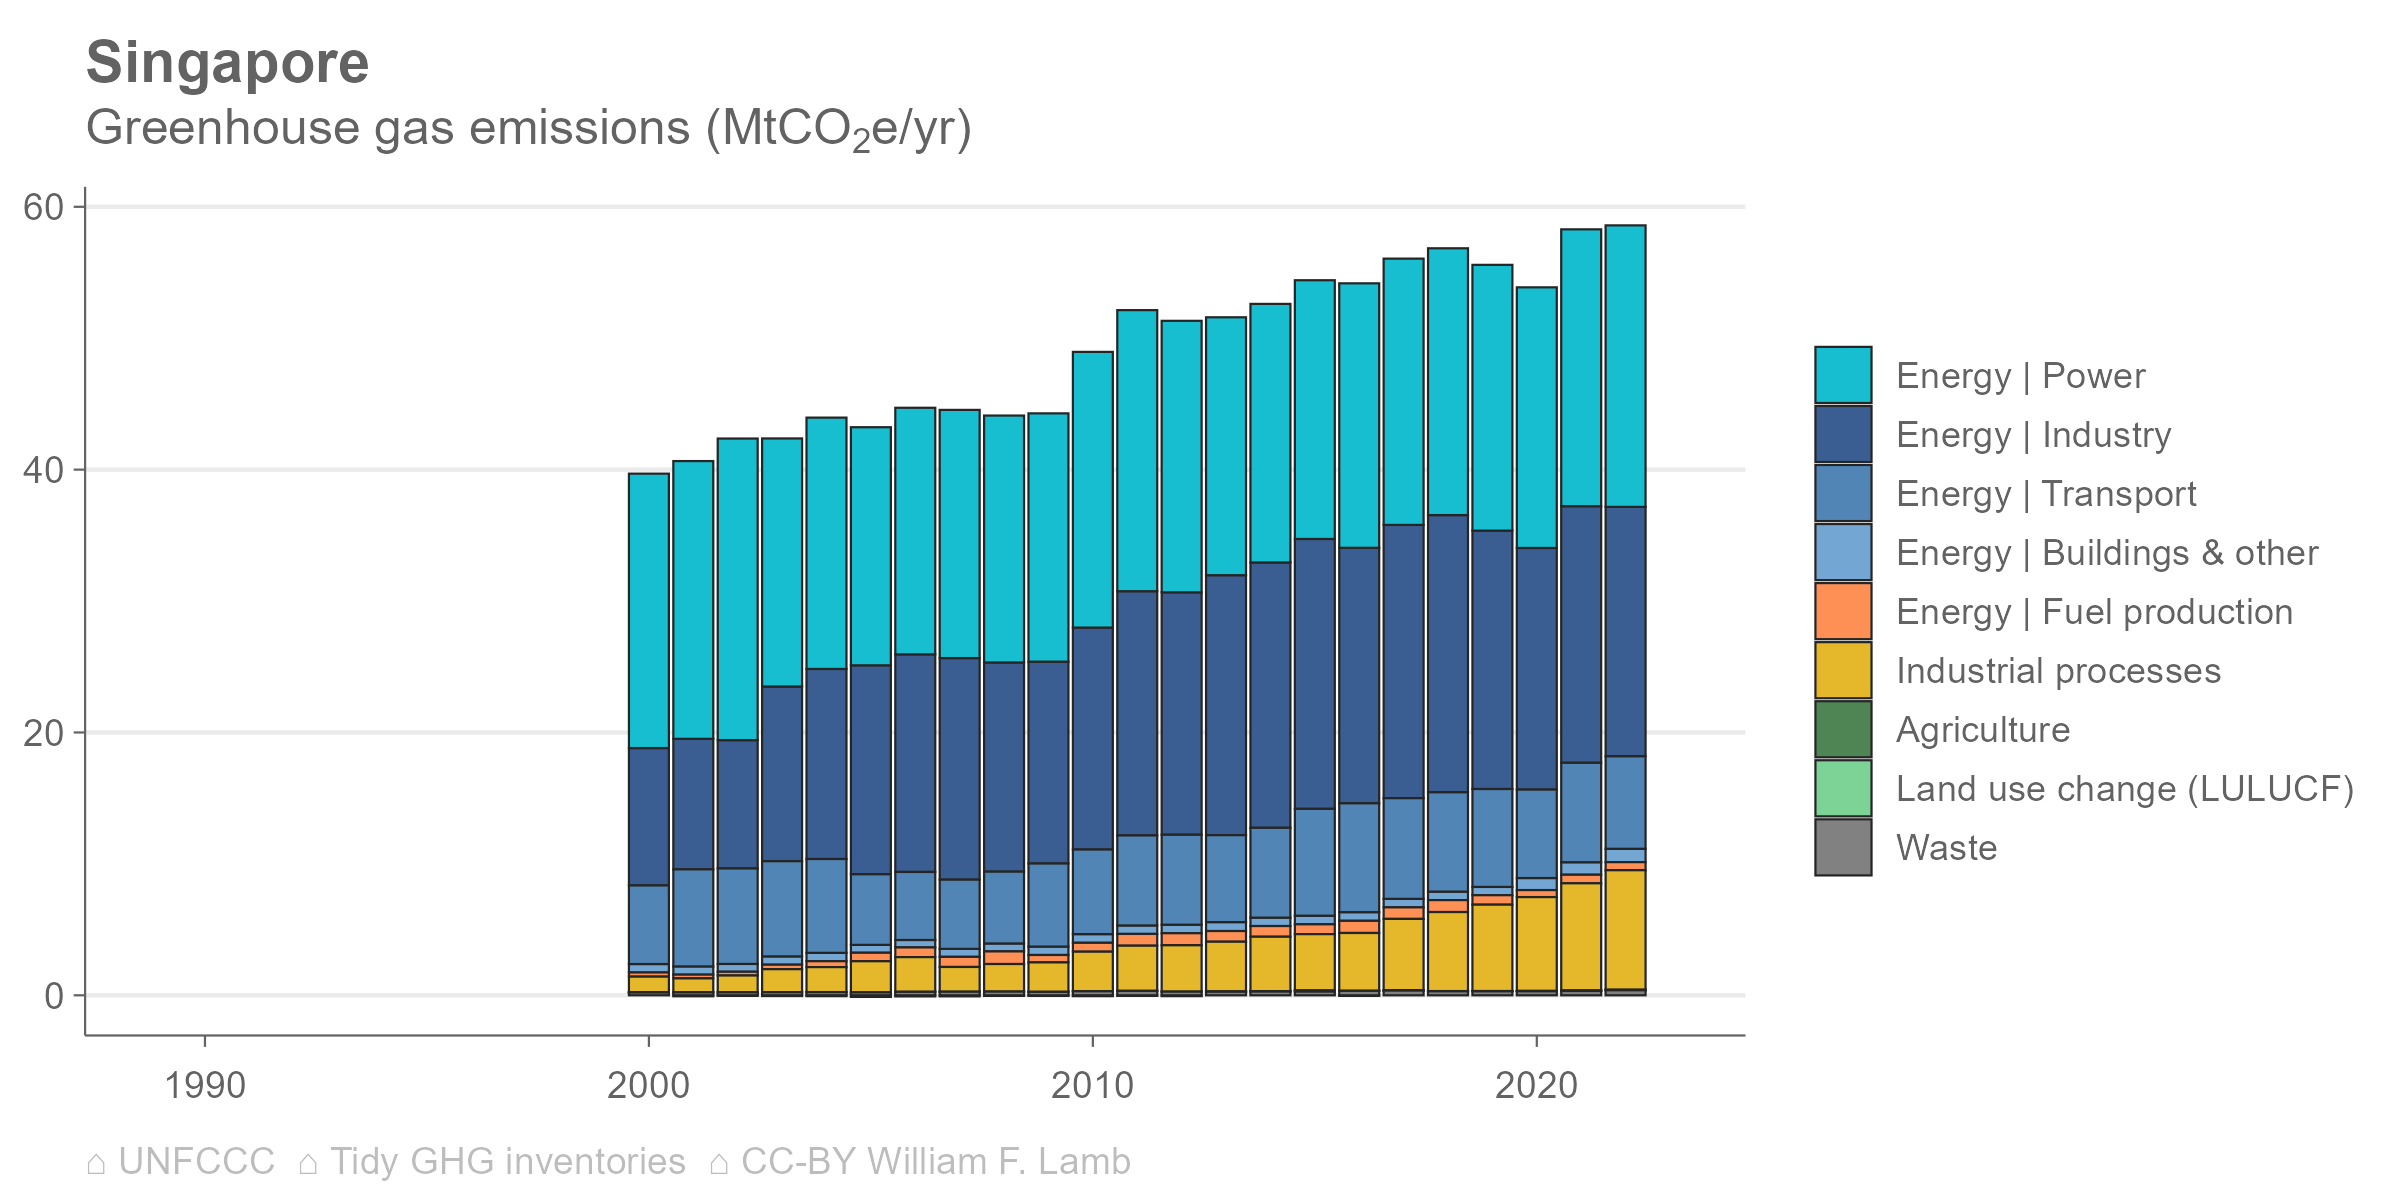 Singapore
Greenhouse gas emissions (MtCO₂e/yr)
60
40
20
0
1990 2000 2010 2020
Energy | Power
Energy | Industry
Energy | Transport
Energy | Buildings & other
Energy | Fuel production
Industrial processes
Agriculture
Land use change (LULUCF)
Waste
⌂ UNFCCC ⌂ Tidy GHG inventories ⌂ CC-BY William F. Lamb